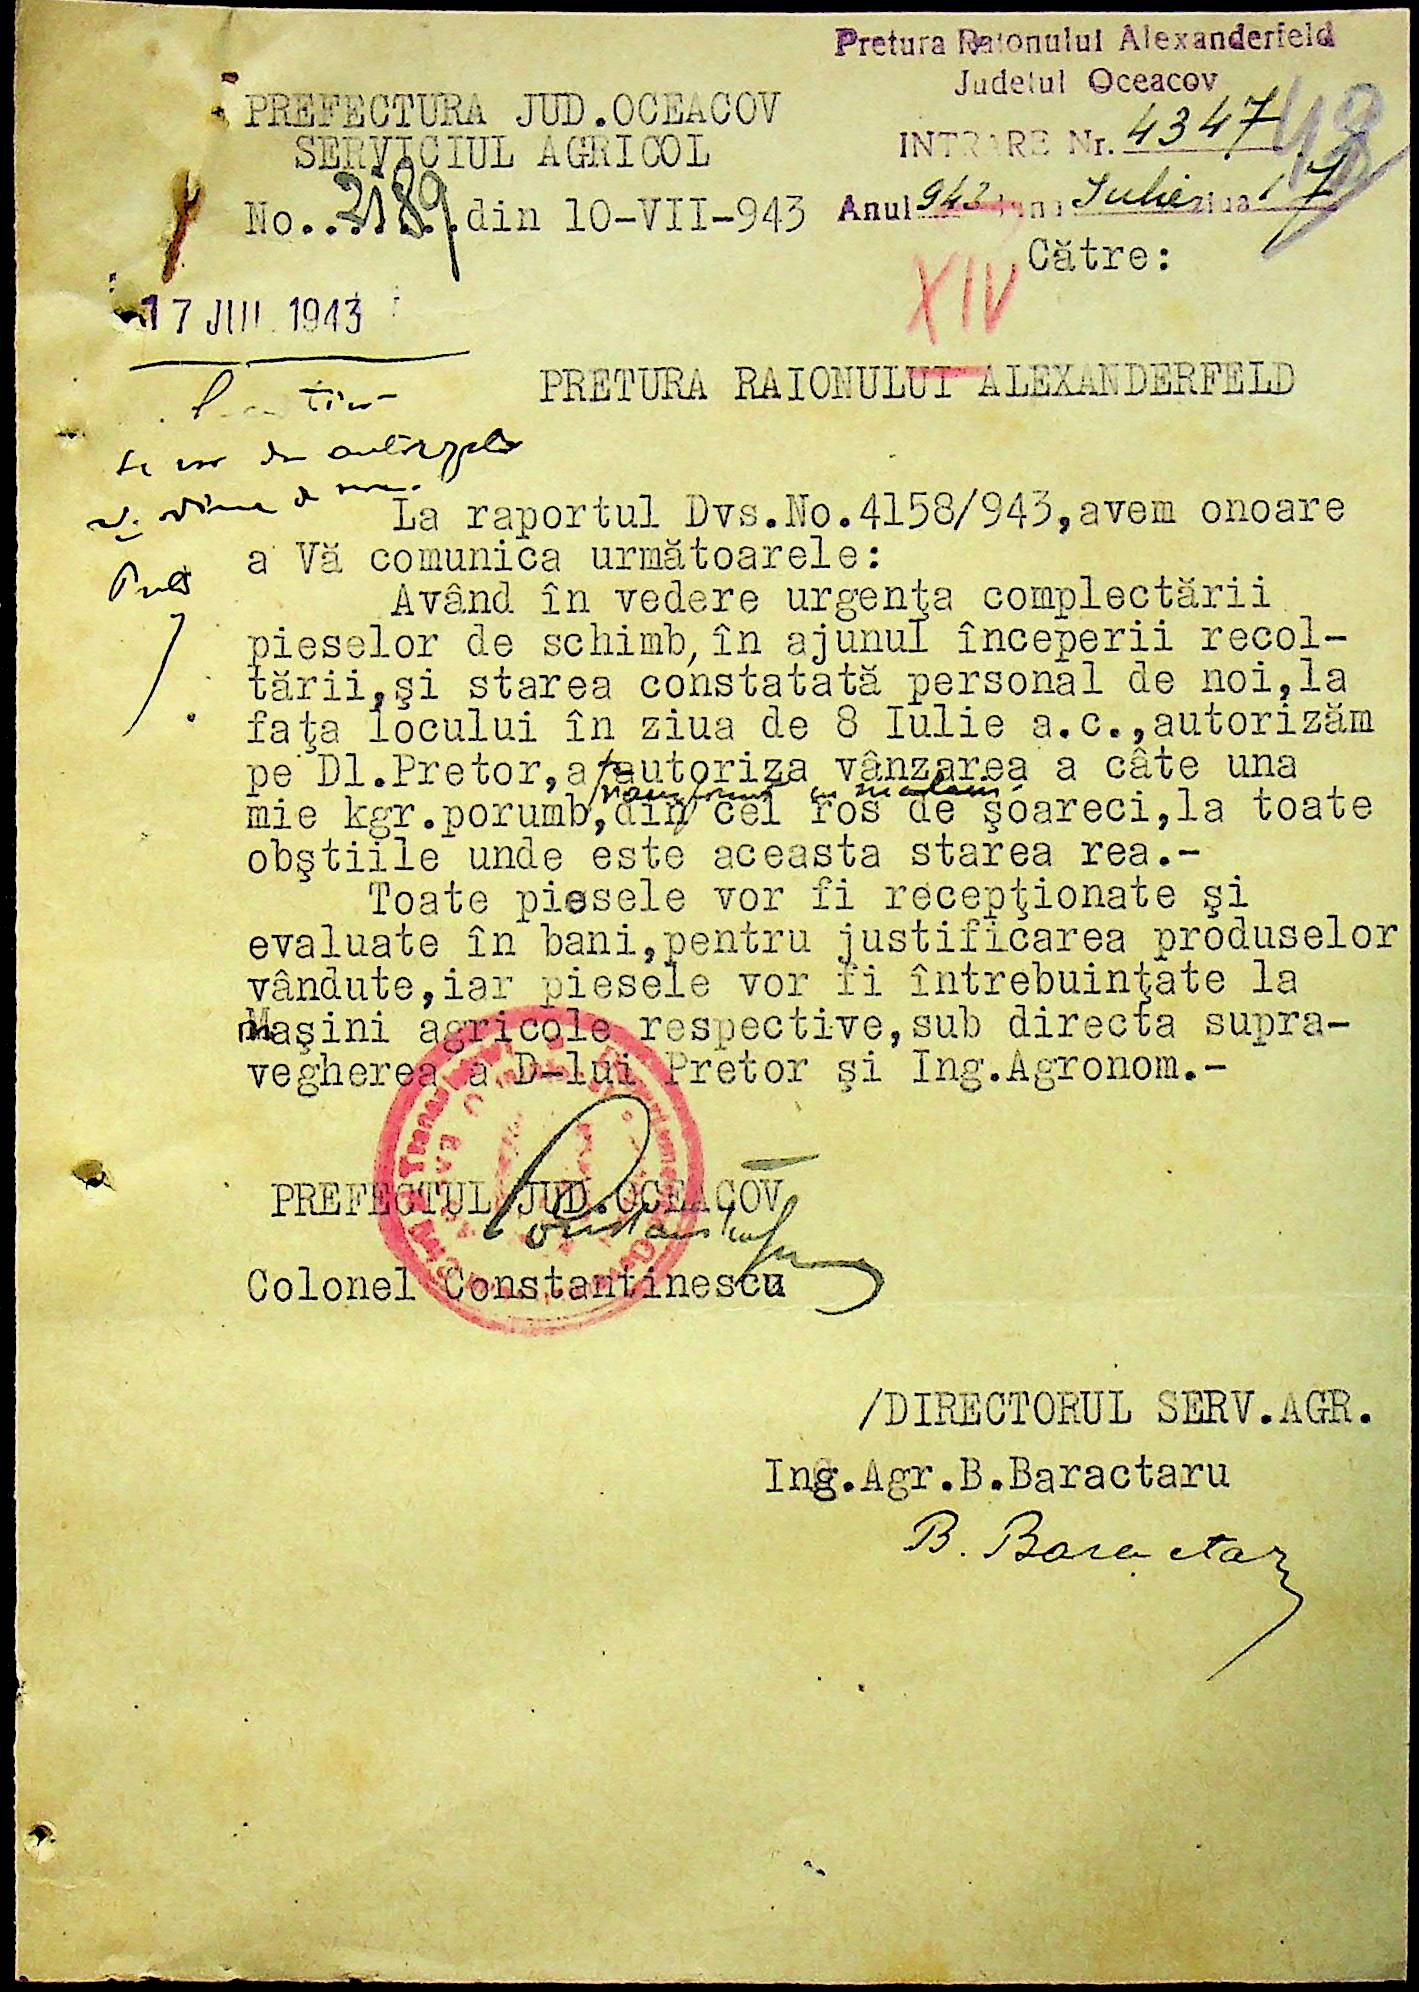 Pretura Raionului Alexanderfeld
Județul Oceacov
INTRARE Nr. 4347
Anul 943 luna Iulie ziua 17
48
PREFECTURA JUD.OCEACOV
SERVICIUL AGRICOL
No..2189..din 10-VII-943
Către:
XIV
17 JUL 1943
PRETURA RAIONULUI ALEXANDERFELD
La raportul Dvs.No.4158/943,avem onoare
a Vă comunica următoarele:
Având în vedere urgenţa complectării
pieselor de schimb,în ajunul începerii recol-
tării,şi starea constatată personal de noi,la
faţa locului în ziua de 8 Iulie a.c.,autorizăm
pe Dl.Pretor,a autoriza vânzarea a câte una
mie kgr.porumb,din cel ros de şoareci,la toate
obştiile unde este aceasta starea rea.-
Toate piesele vor fi recepţionate şi
evaluate în bani,pentru justificarea produselor
vândute,iar piesele vor fi întrebuinţate la
maşini agricole respective,sub directa supra-
vegherea a D-lui Pretor şi Ing.Agronom.-
PREFECTUL JUD.OCEACOV
Colonel Constantinescu
/DIRECTORUL SERV.AGR.
Ing.Agr.B.Baractaru
B. Baractaru